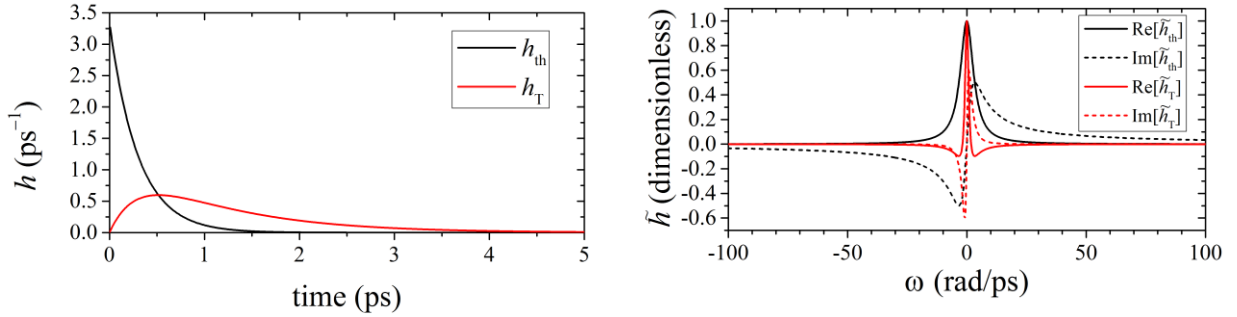 3.5
3.0
2.5
2.0
1.5
1.0
0.5
0.0
h (ps⁻¹)
h_th
h_T
0 1 2 3 4 5
time (ps)
1.0
0.8
0.6
0.4
0.2
0.0
-0.2
-0.4
-0.6
h̃ (dimensionless)
Re[h̃_th]
Im[h̃_th]
Re[h̃_T]
Im[h̃_T]
-100 -50 0 50 100
ω (rad/ps)